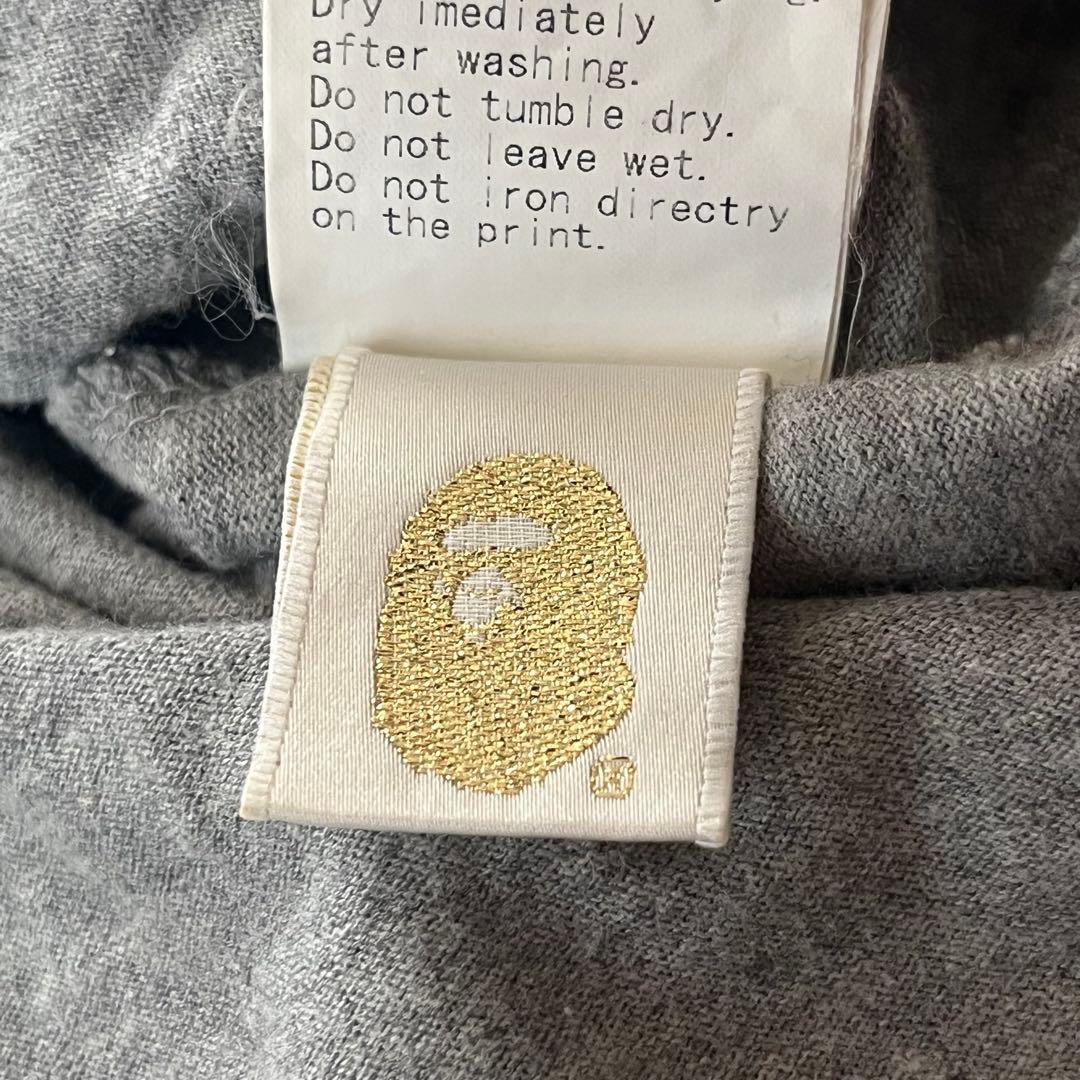 Dry imediately
after washing.
Do not tumble dry.
Do not leave wet.
Do not iron directry
on the print.